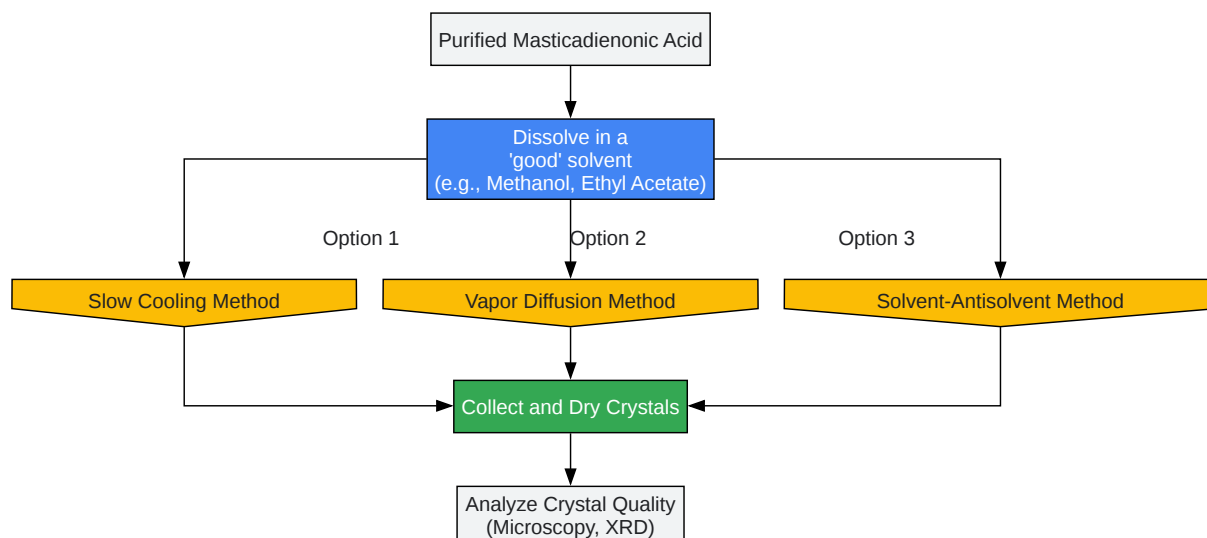 Purified Masticadienonic Acid
Dissolve in a
'good' solvent
(e.g., Methanol, Ethyl Acetate)
Option 1
Option 2
Option 3
Slow Cooling Method
Vapor Diffusion Method
Solvent-Antisolvent Method
Collect and Dry Crystals
Analyze Crystal Quality
(Microscopy, XRD)